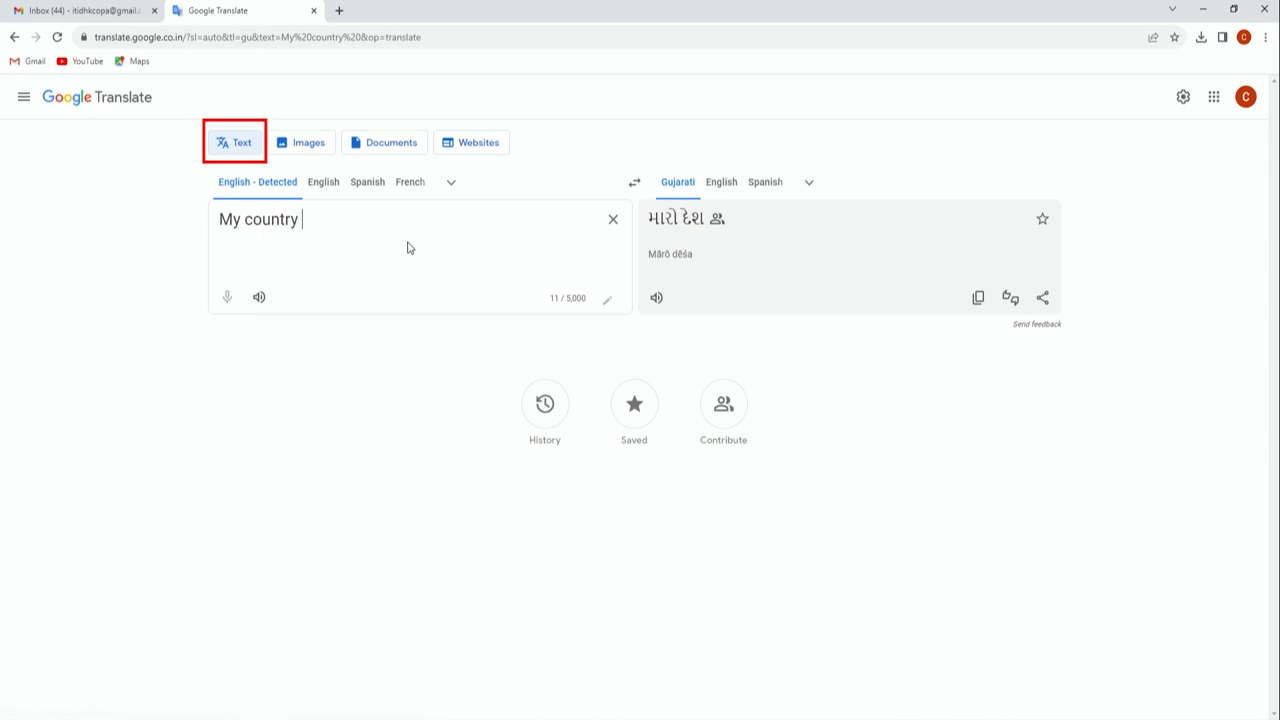 Inbox (44) - itidhkcopa@gmail.c
Google Translate
translate.google.co.in/?sl=auto&tl=gu&text=My%20country%20&op=translate
C
Gmail YouTube Maps
Google Translate
C
Text Images Documents Websites
English - Detected English Spanish French
Gujarati English Spanish
My country
મારો દેશ
Mārō dēśa
11 / 5,000
Send feedback
History Saved Contribute